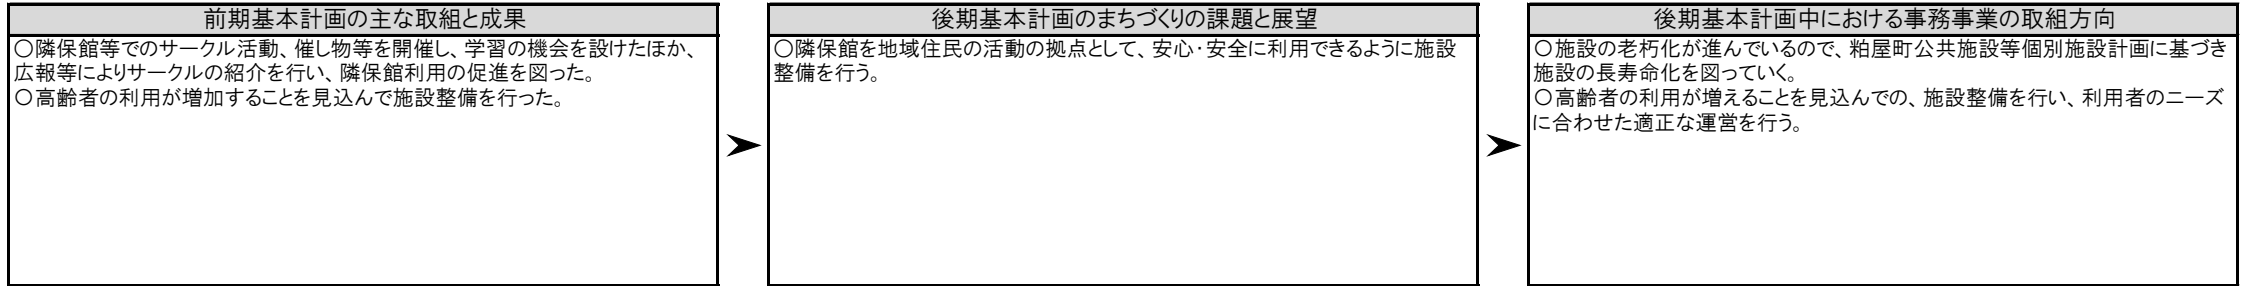 前期基本計画の主な取組と成果
○隣保館等でのサークル活動、催し物等を開催し、学習の機会を設けたほか、
広報等によりサークルの紹介を行い、隣保館利用の促進を図った。
○高齢者の利用が増加することを見込んで施設整備を行った。
後期基本計画のまちづくりの課題と展望
○隣保館を地域住民の活動の拠点として、安心・安全に利用できるように施設
整備を行う。
後期基本計画中における事務事業の取組方向
○施設の老朽化が進んでいるので、粕屋町公共施設等個別施設計画に基づき
施設の長寿命化を図っていく。
○高齢者の利用が増えることを見込んでの、施設整備を行い、利用者のニーズ
に合わせた適正な運営を行う。